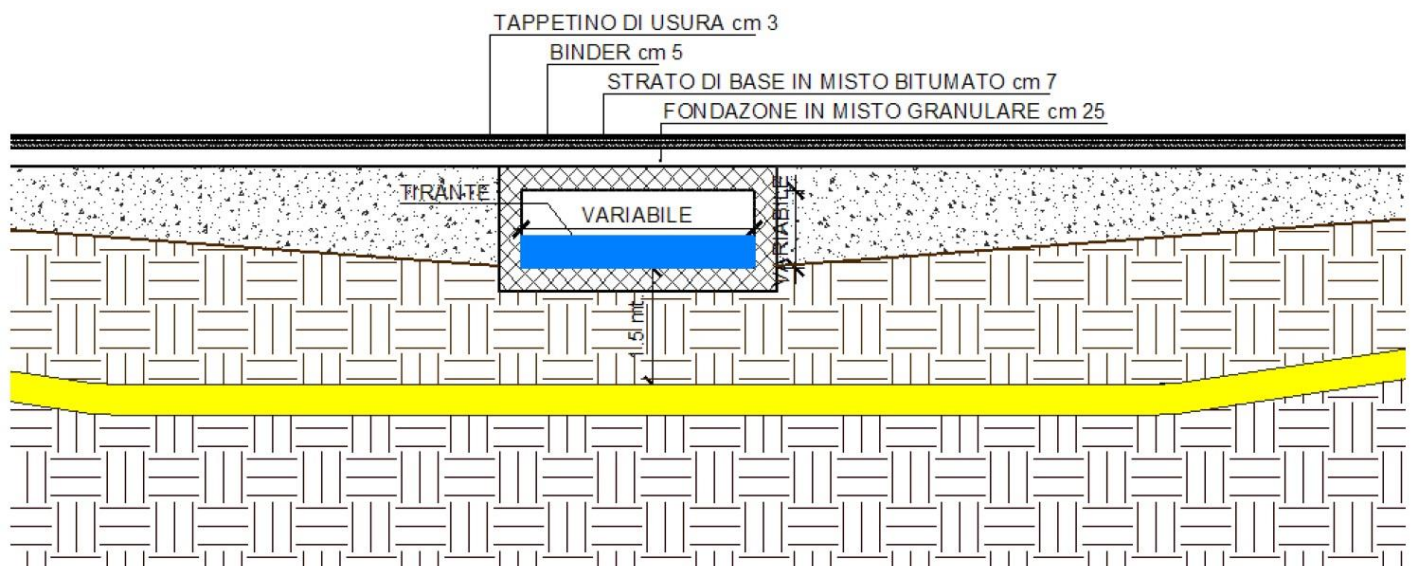 TAPPETINO DI USURA cm 3
BINDER cm 5
STRATO DI BASE IN MISTO BITUMATO cm 7
FONDAZONE IN MISTO GRANULARE cm 25
TIRANTE
VARIABILE
VARIABILE
1.5 mt.